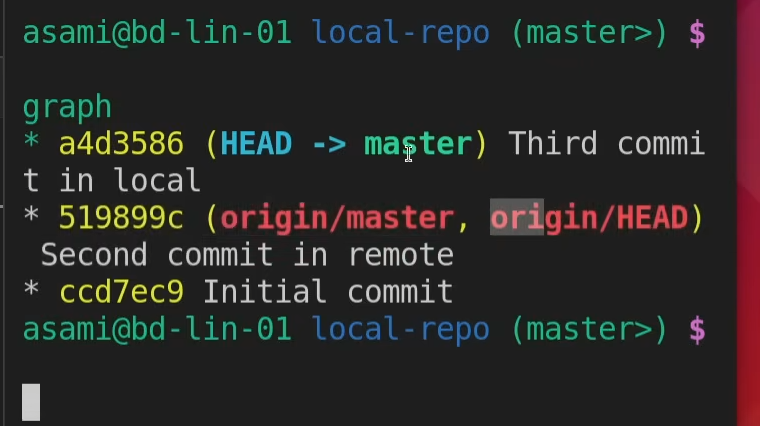 asami@bd-lin-01 local-repo (master>) $
graph
* a4d3586 (HEAD -> master) Third commi
t in local
* 519899c (origin/master, origin/HEAD)
Second commit in remote
* ccd7ec9 Initial commit
asami@bd-lin-01 local-repo (master>) $